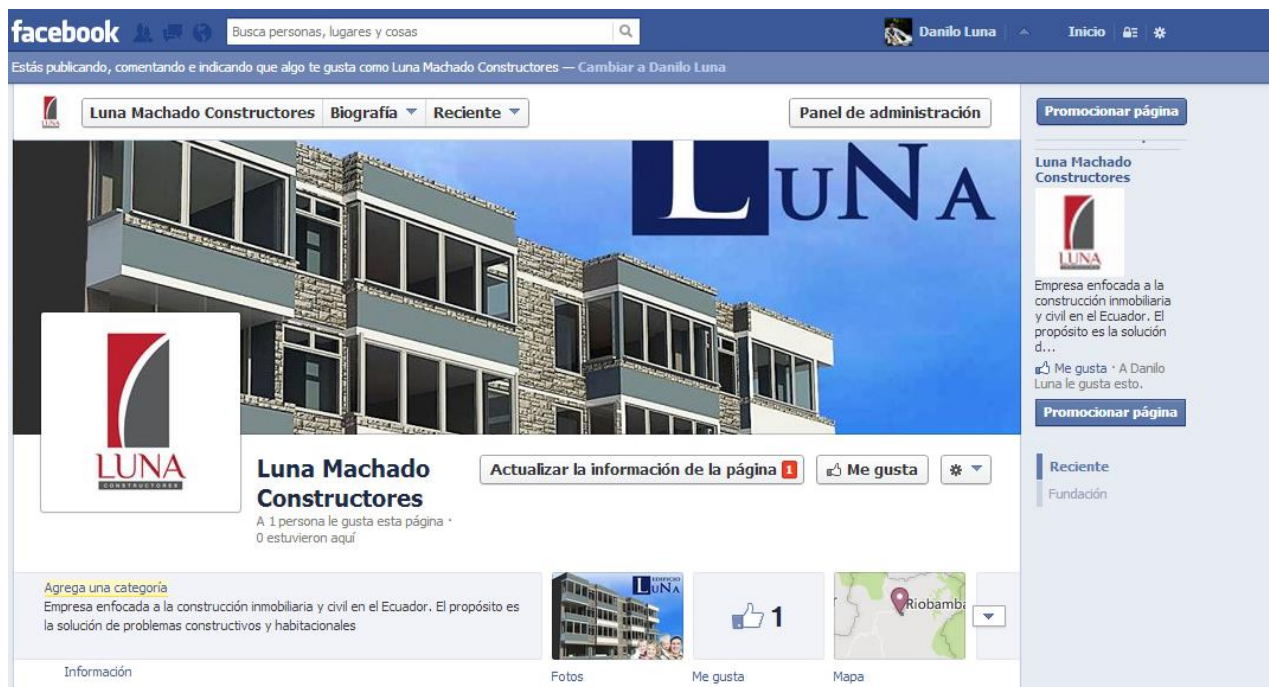 facebook
Busca personas, lugares y cosas
Danilo Luna
Inicio
Estás publicando, comentando e indicando que algo te gusta como Luna Machado Constructores — Cambiar a Danilo Luna
LUNA
Luna Machado Constructores
Biografía
Reciente
Panel de administración
Promocionar página
LUNA
Luna Machado
Constructores
LUNA
Empresa enfocada a la
construcción inmobiliaria
y civil en el Ecuador. El
propósito es la solución
d...
Me gusta · A Danilo
Luna le gusta esto.
Promocionar página
Reciente
Fundación
LUNA
CONSTRUCTORES
Luna Machado
Constructores
A 1 persona le gusta esta página ·
0 estuvieron aquí
Actualizar la información de la página 1
Me gusta
Agrega una categoría
Empresa enfocada a la construcción inmobiliaria y civil en el Ecuador. El propósito es
la solución de problemas constructivos y habitacionales
Información
EDIFICIO
LUNA
Fotos
1
Me gusta
Riobamba
Mapa